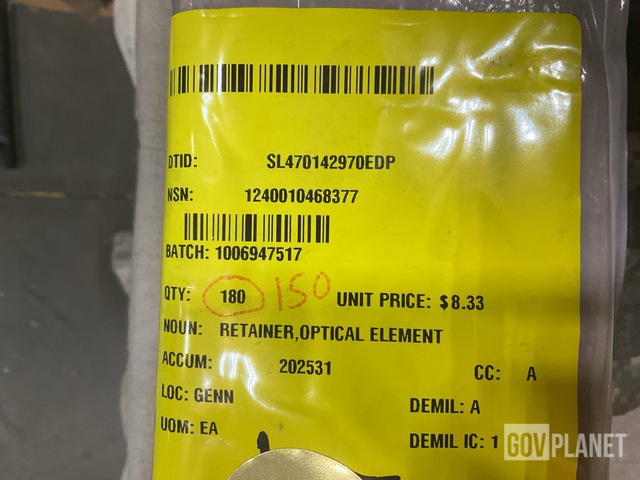 DTID: SL470142970EDP
NSN: 1240010468377
BATCH: 1006947517
QTY: 180 150 UNIT PRICE: $8.33
NOUN: RETAINER,OPTICAL ELEMENT
ACCUM: 202531 CC: A
LOC: GENN DEMIL: A
UOM: EA DEMIL IC: 1
GOVPLANET